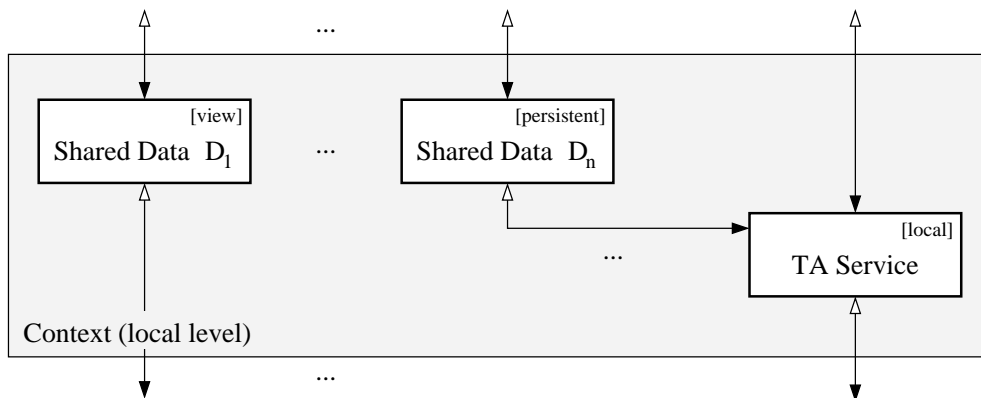 ...
[view]
Shared Data D1
...
[persistent]
Shared Data Dn
...
[local]
TA Service
Context (local level)
...